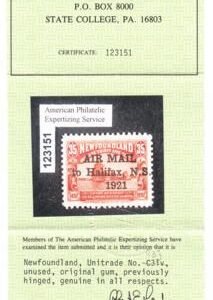 P.O. BOX 8000
STATE COLLEGE, PA. 16803
CERTIFICATE: 123151
American Philatelic
Expertizing Service
123151
35 NEWFOUNDLAND 35
AIR MAIL
to Halifax, N.S.
1921
Members of The American Philatelic Expertizing Service have
examined the item submitted, and it is their opinion that it is
Newfoundland, Unitrade No.-C3iv,
unused, original gum, previously
hinged, genuine in all respects.